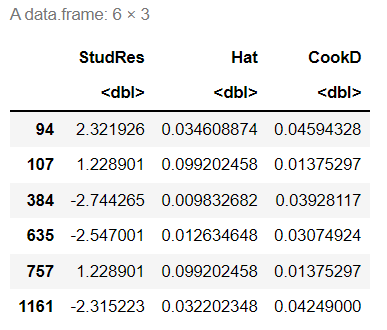 A data.frame: 6 × 3
StudRes Hat CookD
<dbl> <dbl> <dbl>
94 2.321926 0.034608874 0.04594328
107 1.228901 0.099202458 0.01375297
384 -2.744265 0.009832682 0.03928117
635 -2.547001 0.012634648 0.03074924
757 1.228901 0.099202458 0.01375297
1161 -2.315223 0.032202348 0.04249000